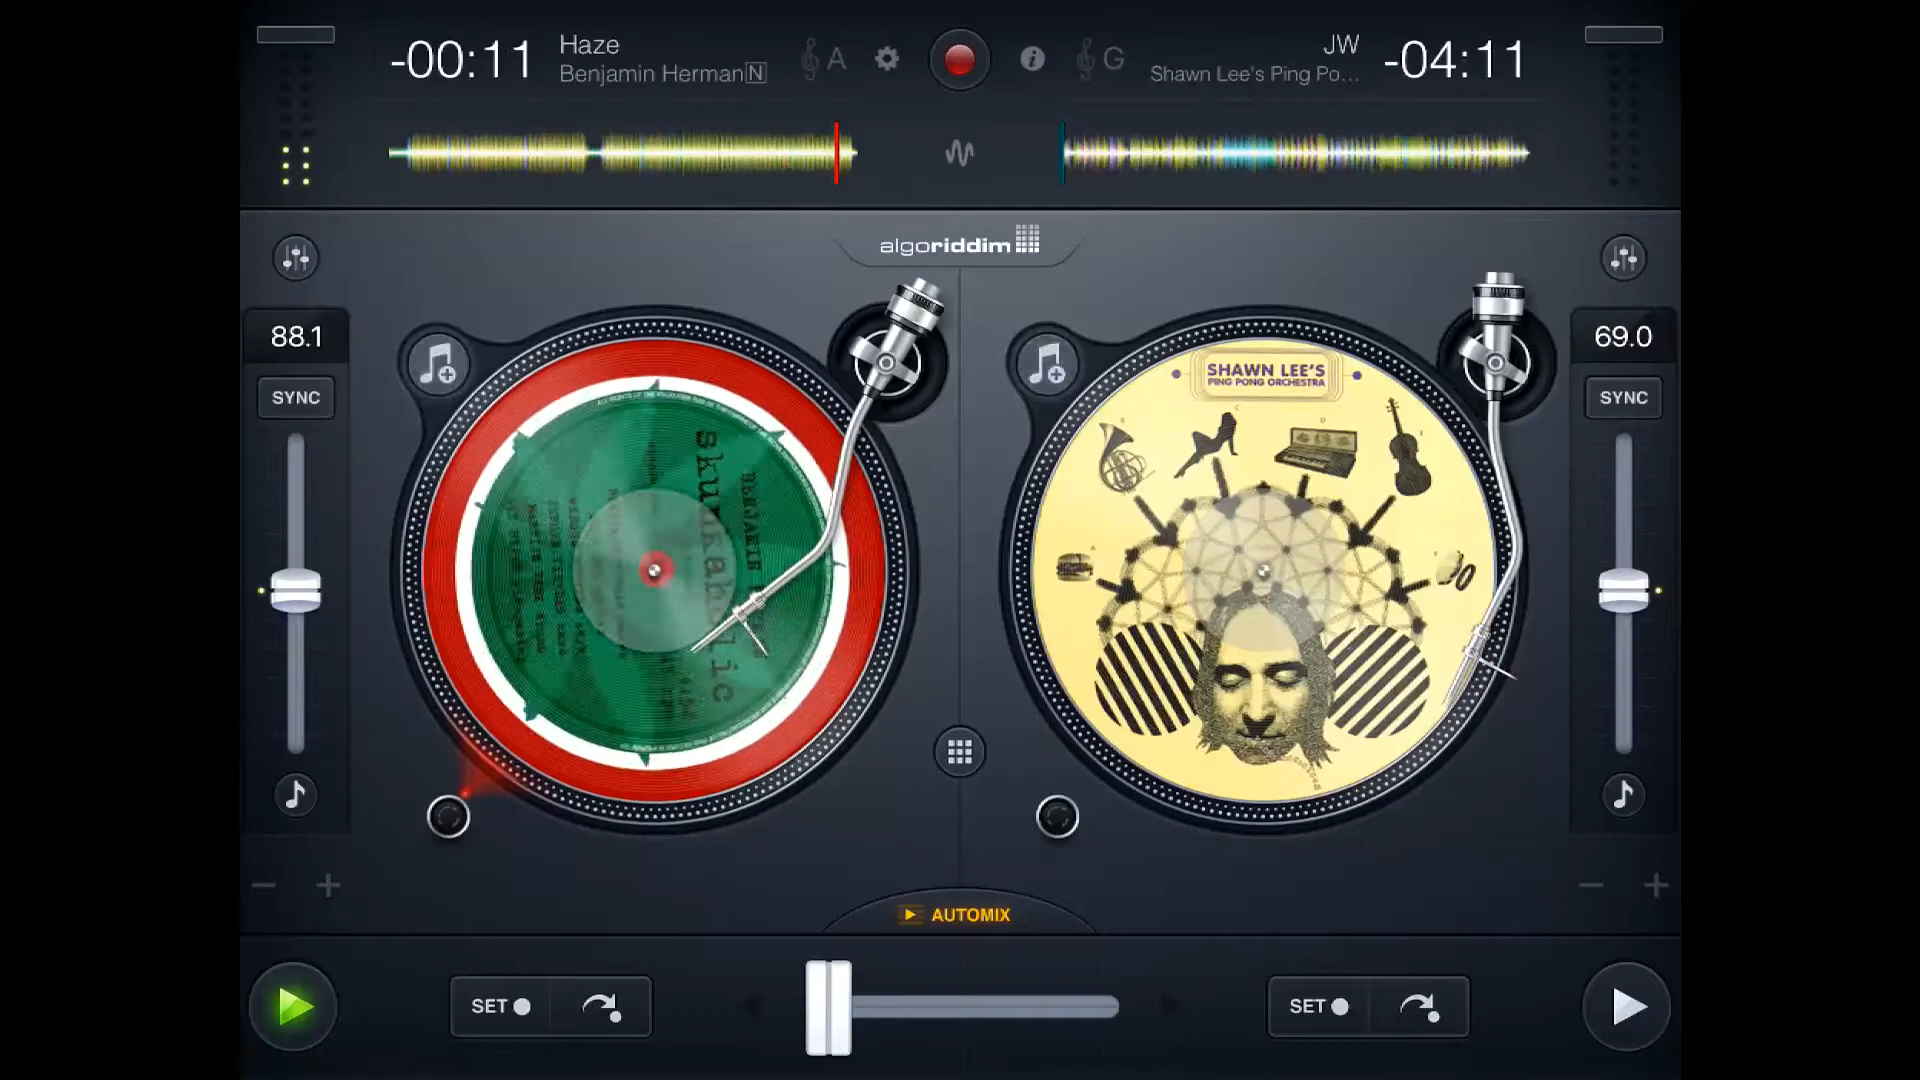 -00:11
Haze
Benjamin Herman N
A
G
JW
Shawn Lee's Ping Po...
-04:11
algoriddim
88.1
SYNC
69.0
SYNC
Skunkaholic
SHAWN LEE'S
PING PONG ORCHESTRA
AUTOMIX
SET
SET